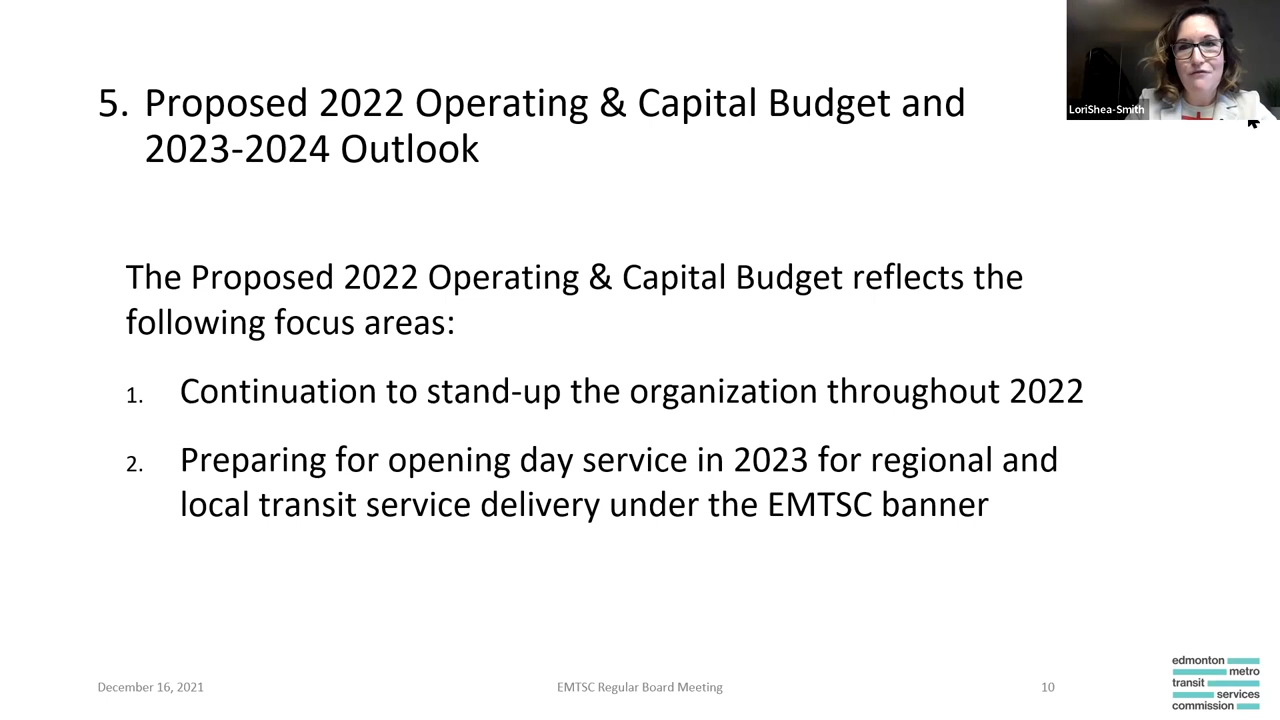 LoriShea-Smith
5. Proposed 2022 Operating & Capital Budget and
2023-2024 Outlook
The Proposed 2022 Operating & Capital Budget reflects the
following focus areas:
1. Continuation to stand-up the organization throughout 2022
2. Preparing for opening day service in 2023 for regional and
local transit service delivery under the EMTSC banner
December 16, 2021
EMTSC Regular Board Meeting
10
edmonton
metro
transit
services
commission